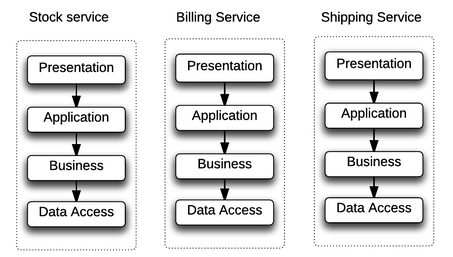 Stock service
Billing Service
Shipping Service
Presentation
Application
Business
Data Access
Presentation
Application
Business
Data Access
Presentation
Application
Business
Data Access